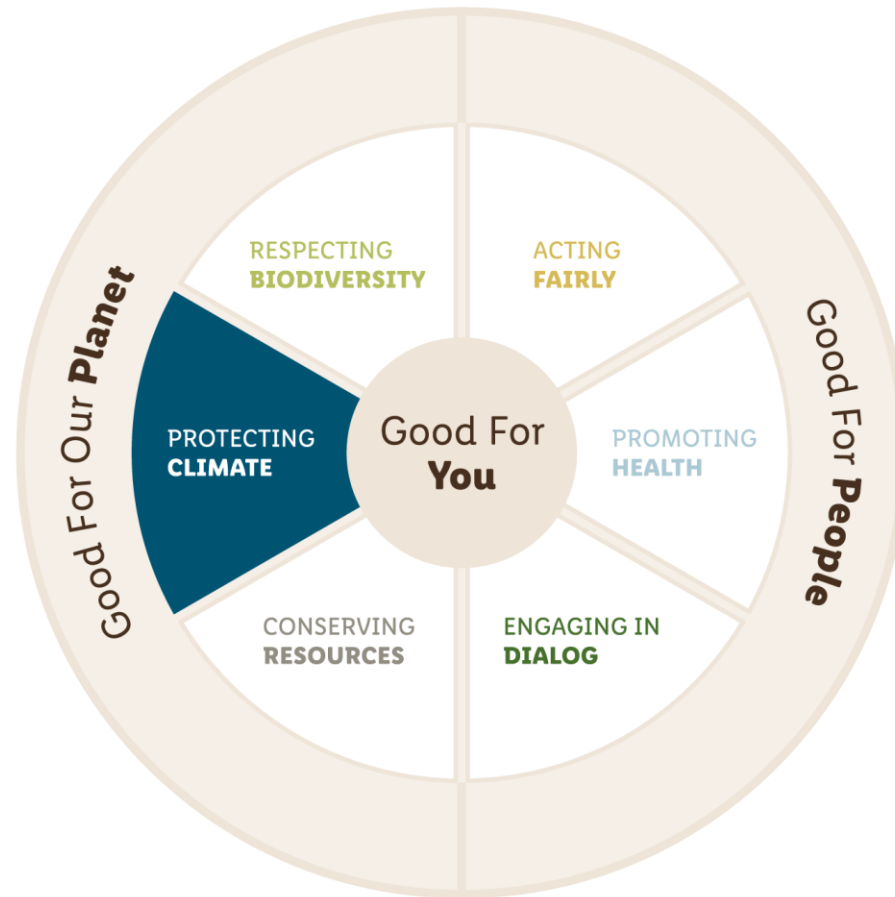 Good For Our Planet
RESPECTING
BIODIVERSITY
ACTING
FAIRLY
PROTECTING
CLIMATE
Good For
You
PROMOTING
HEALTH
CONSERVING
RESOURCES
ENGAGING IN
DIALOG
Good For People